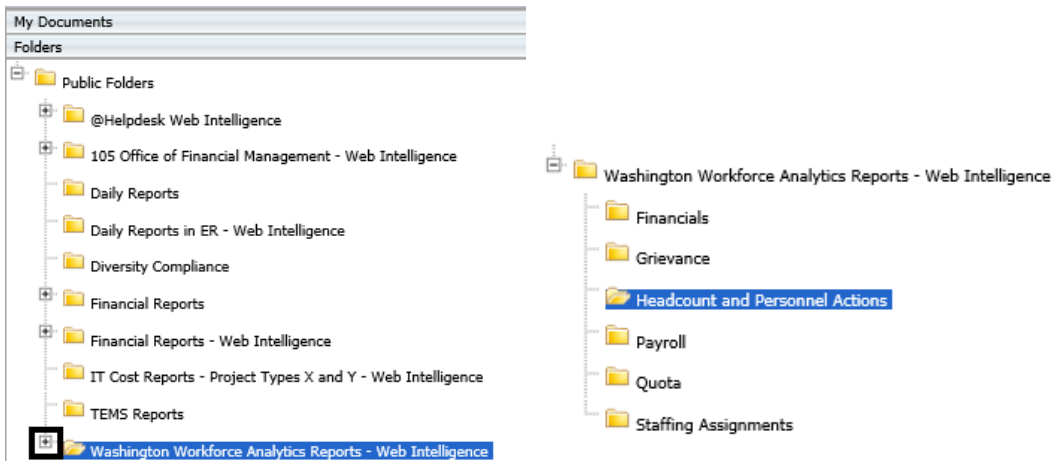 My Documents
Folders
Public Folders
@Helpdesk Web Intelligence
105 Office of Financial Management - Web Intelligence
Daily Reports
Daily Reports in ER - Web Intelligence
Diversity Compliance
Financial Reports
Financial Reports - Web Intelligence
IT Cost Reports - Project Types X and Y - Web Intelligence
TEMS Reports
Washington Workforce Analytics Reports - Web Intelligence
Washington Workforce Analytics Reports - Web Intelligence
Financials
Grievance
Headcount and Personnel Actions
Payroll
Quota
Staffing Assignments